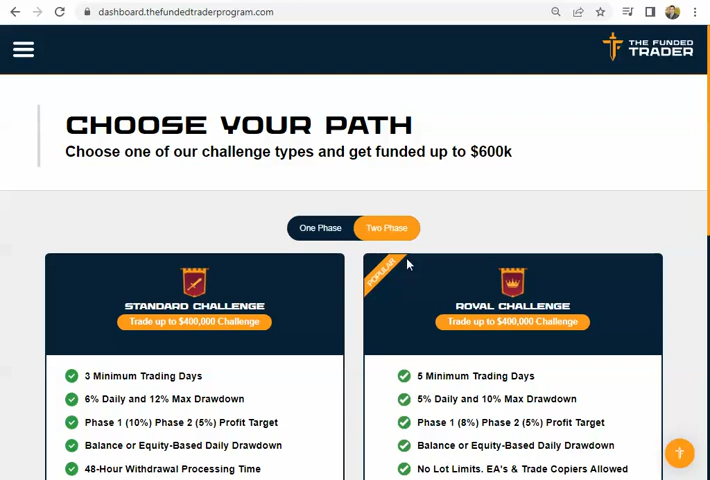 dashboard.thefundedtraderprogram.com
THE FUNDED
TRADER
CHOOSE YOUR PATH
Choose one of our challenge types and get funded up to $600k
One Phase
Two Phase
STANDARD CHALLENGE
Trade up to $400,000 Challenge
3 Minimum Trading Days
6% Daily and 12% Max Drawdown
Phase 1 (10%) Phase 2 (5%) Profit Target
Balance or Equity-Based Daily Drawdown
48-Hour Withdrawal Processing Time
POPULAR
ROYAL CHALLENGE
Trade up to $400,000 Challenge
5 Minimum Trading Days
5% Daily and 10% Max Drawdown
Phase 1 (8%) Phase 2 (5%) Profit Target
Balance or Equity-Based Daily Drawdown
No Lot Limits. EA's & Trade Copiers Allowed